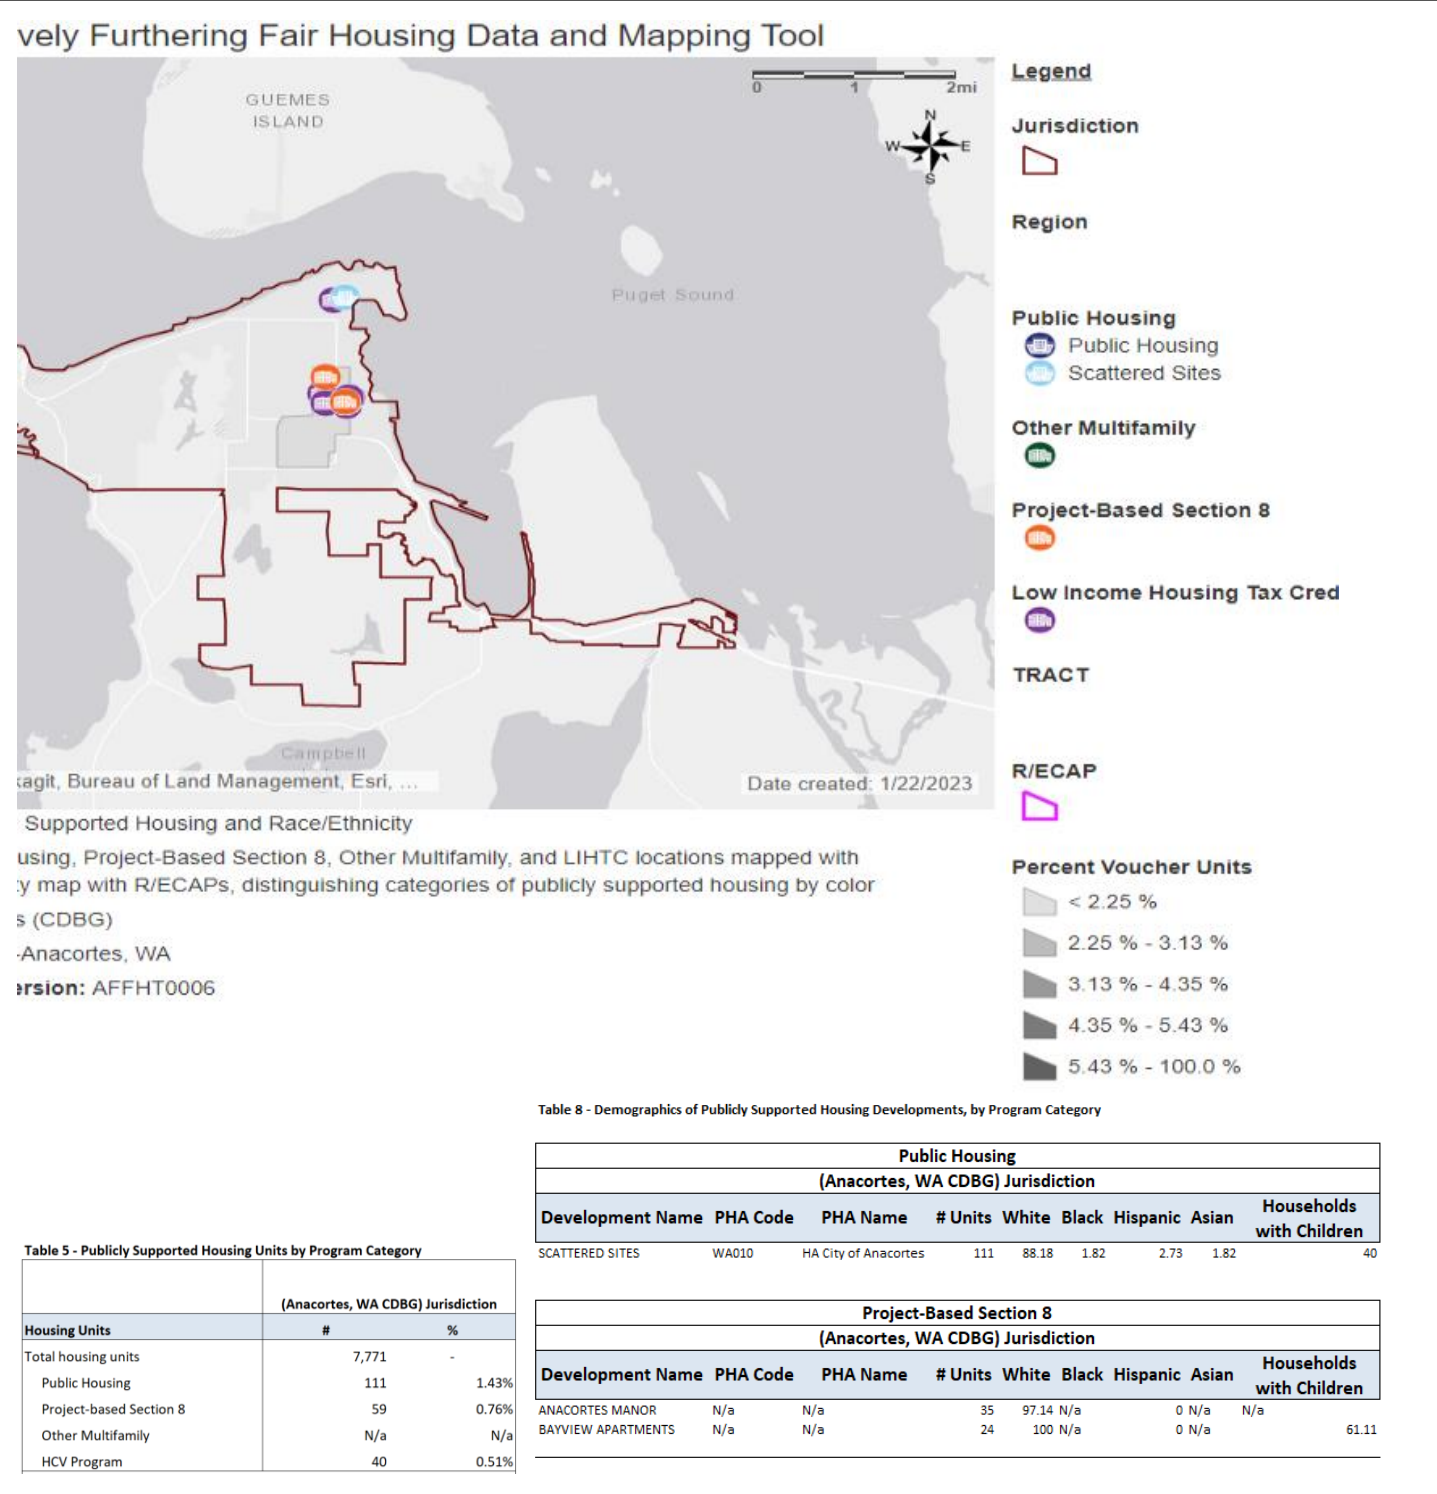 vely Furthering Fair Housing Data and Mapping Tool
GUEMES
ISLAND
0 1 2mi
N
W E
S
Puget Sound
Campbell
kagit, Bureau of Land Management, Esri, ...
Date created: 1/22/2023
Legend
Jurisdiction
Region
Public Housing
Public Housing
Scattered Sites
Other Multifamily
Project-Based Section 8
Low Income Housing Tax Cred
TRACT
R/ECAP
Percent Voucher Units
< 2.25 %
2.25 % - 3.13 %
3.13 % - 4.35 %
4.35 % - 5.43 %
5.43 % - 100.0 %
Supported Housing and Race/Ethnicity
using, Project-Based Section 8, Other Multifamily, and LIHTC locations mapped with
y map with R/ECAPs, distinguishing categories of publicly supported housing by color
s (CDBG)
-Anacortes, WA
ersion: AFFHT0006
Table 5 - Publicly Supported Housing Units by Program Category
(Anacortes, WA CDBG) Jurisdiction
Housing Units # %
Total housing units 7,771 -
Public Housing 111 1.43%
Project-based Section 8 59 0.76%
Other Multifamily N/a N/a
HCV Program 40 0.51%
Table 8 - Demographics of Publicly Supported Housing Developments, by Program Category
Public Housing
(Anacortes, WA CDBG) Jurisdiction
Development Name PHA Code PHA Name # Units White Black Hispanic Asian Households with Children
SCATTERED SITES WA010 HA City of Anacortes 111 88.18 1.82 2.73 1.82 40
Project-Based Section 8
(Anacortes, WA CDBG) Jurisdiction
Development Name PHA Code PHA Name # Units White Black Hispanic Asian Households with Children
ANACORTES MANOR N/a N/a 35 97.14 N/a 0 N/a N/a
BAYVIEW APARTMENTS N/a N/a 24 100 N/a 0 N/a 61.11